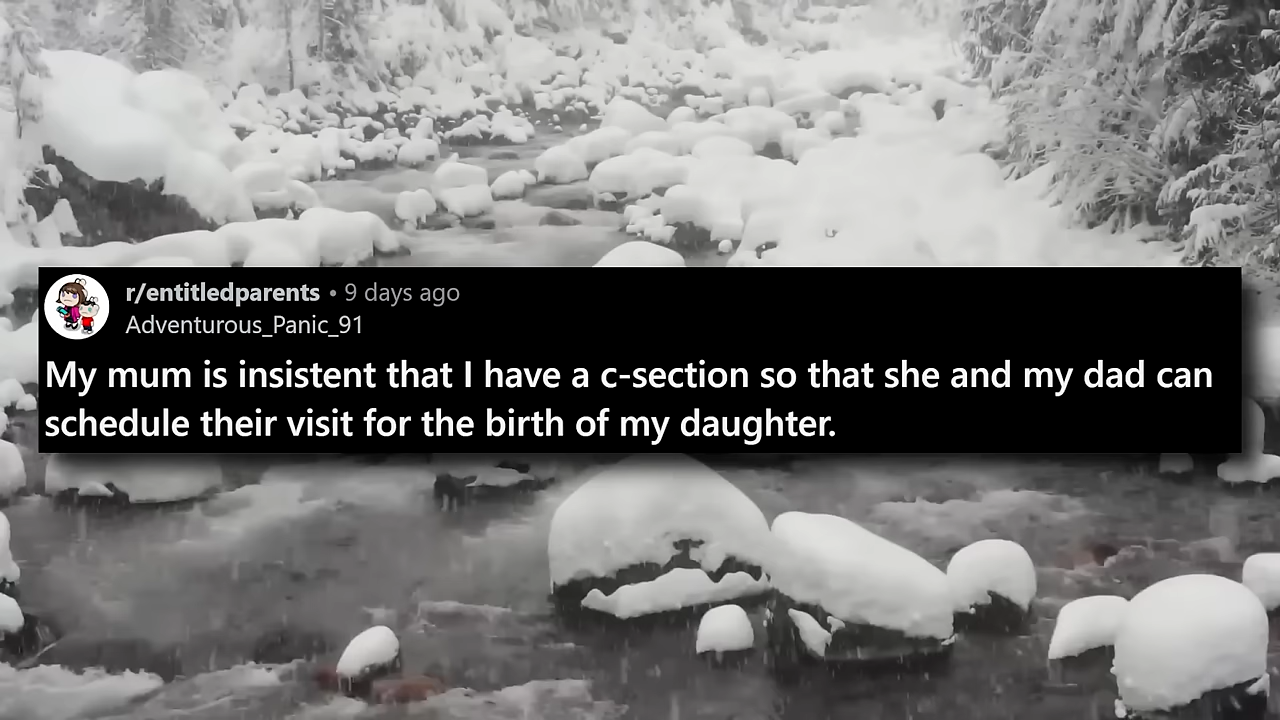 r/entitledparents • 9 days ago
Adventurous_Panic_91
My mum is insistent that I have a c-section so that she and my dad can
schedule their visit for the birth of my daughter.